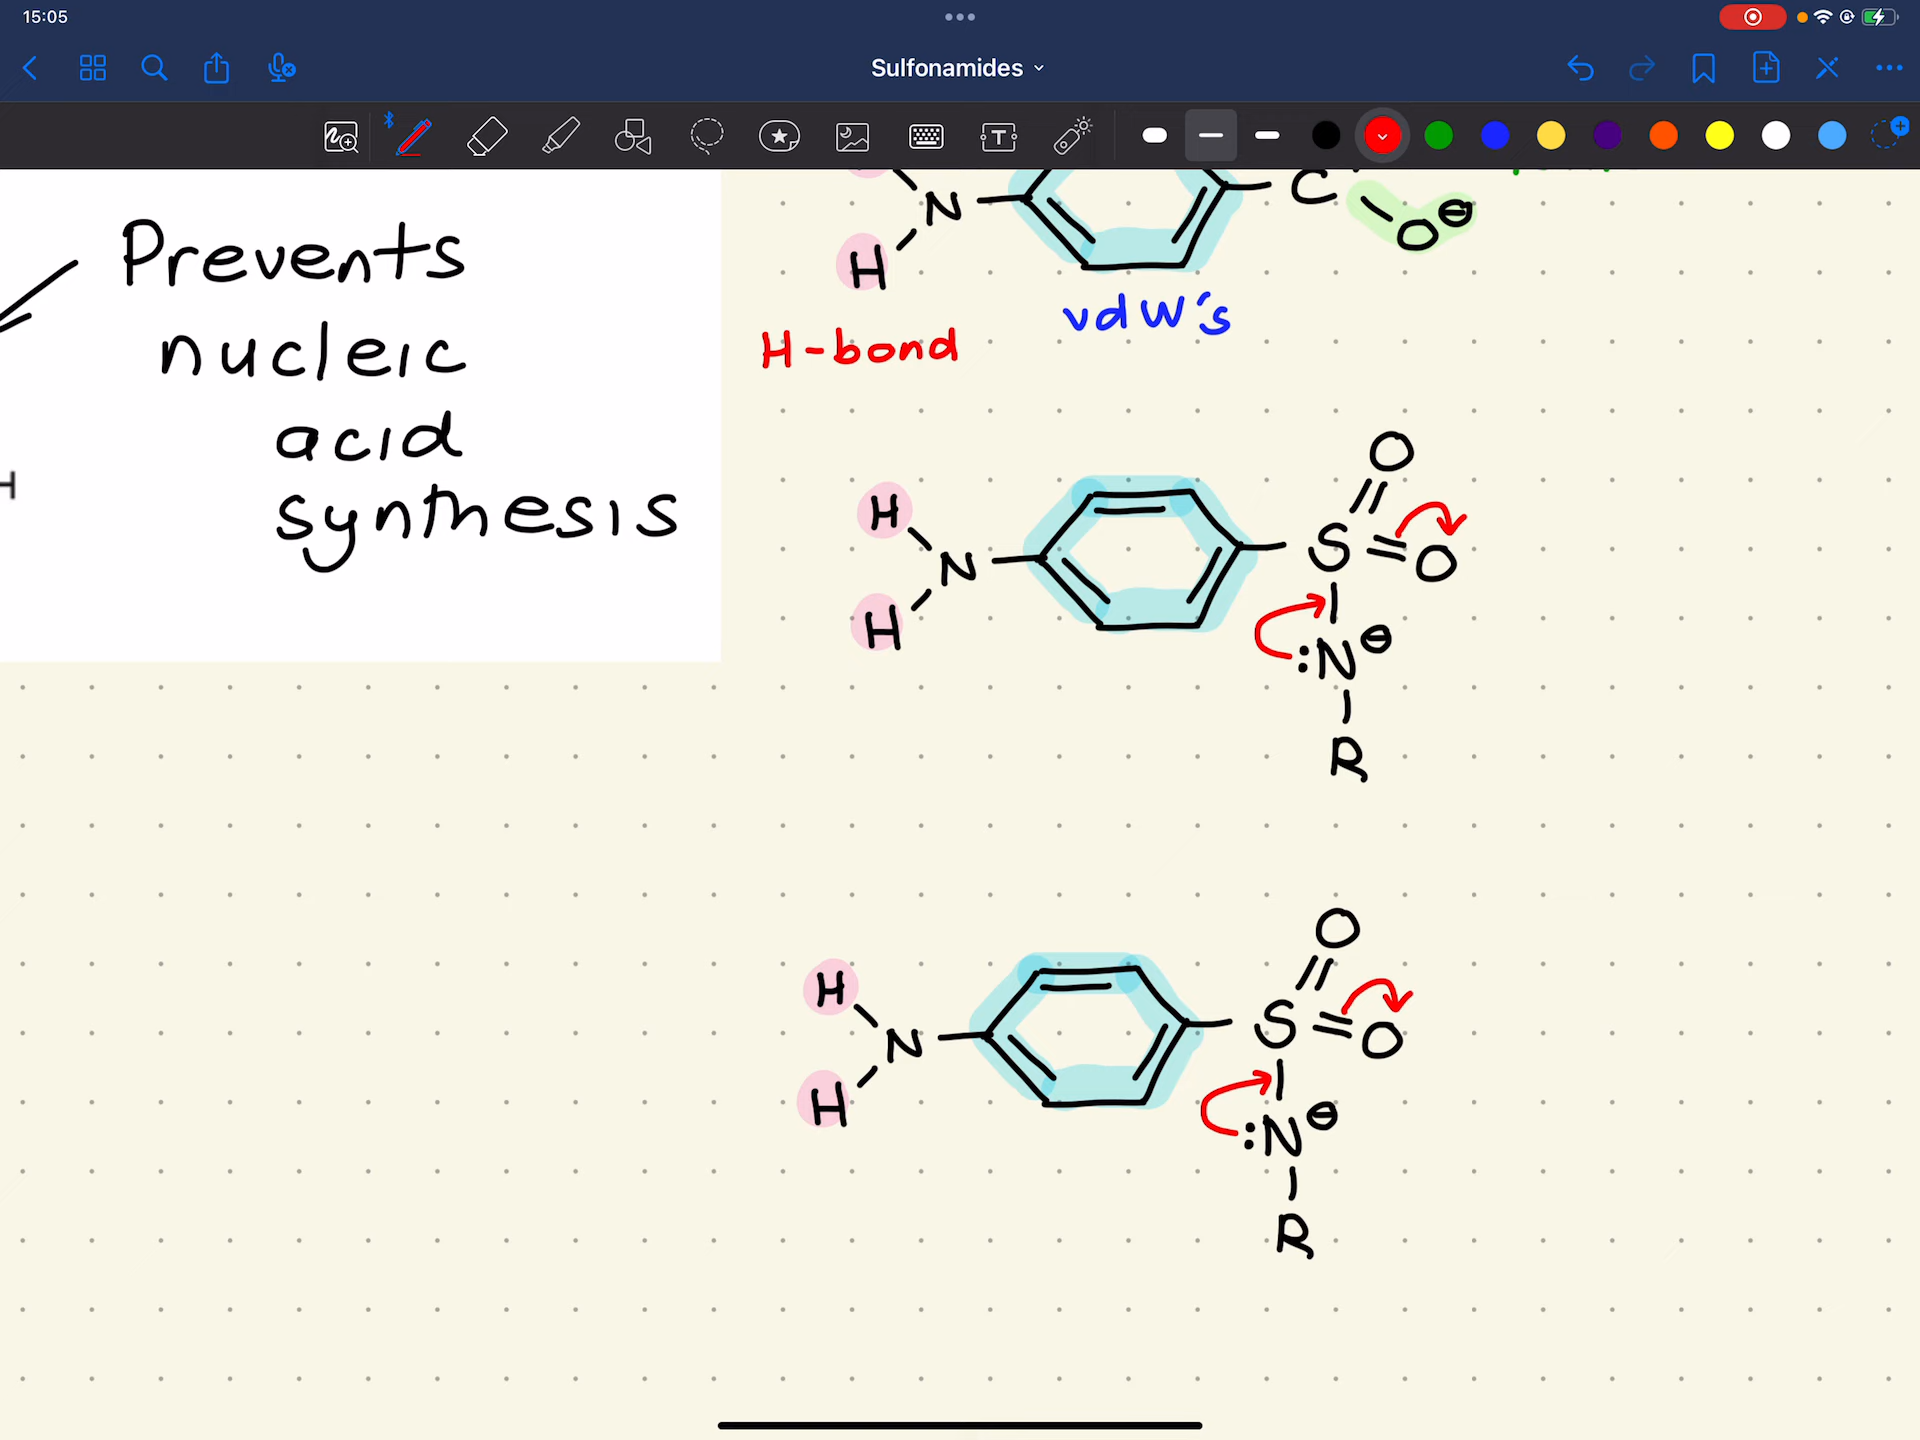 15:05
Sulfonamides
T
Prevents
nucleic
acid
synthesis
H
N
H
C
O⊖
vdW's
H-bond
H
H
N
S
O
O
:N⊖
R
H
H
N
S
O
O
:N⊖
R